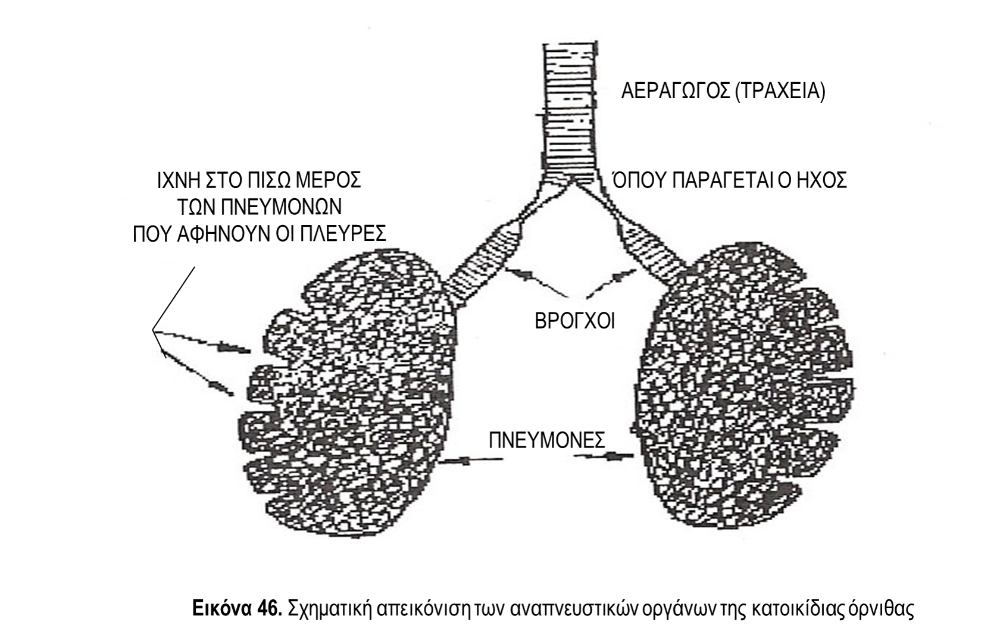 ΑΕΡΑΓΩΓΟΣ (ΤΡΑΧΕΙΑ)
ΙΧΝΗ ΣΤΟ ΠΙΣΩ ΜΕΡΟΣ
ΤΩΝ ΠΝΕΥΜΟΝΩΝ
ΠΟΥ ΑΦΗΝΟΥΝ ΟΙ ΠΛΕΥΡΕΣ
ΌΠΟΥ ΠΑΡΑΓΕΤΑΙ Ο ΗΧΟΣ
ΒΡΟΓΧΟΙ
ΠΝΕΥΜΟΝΕΣ
Εικόνα 46. Σχηματική απεικόνιση των αναπνευστικών οργάνων της κατοικίδιας όρνιθας